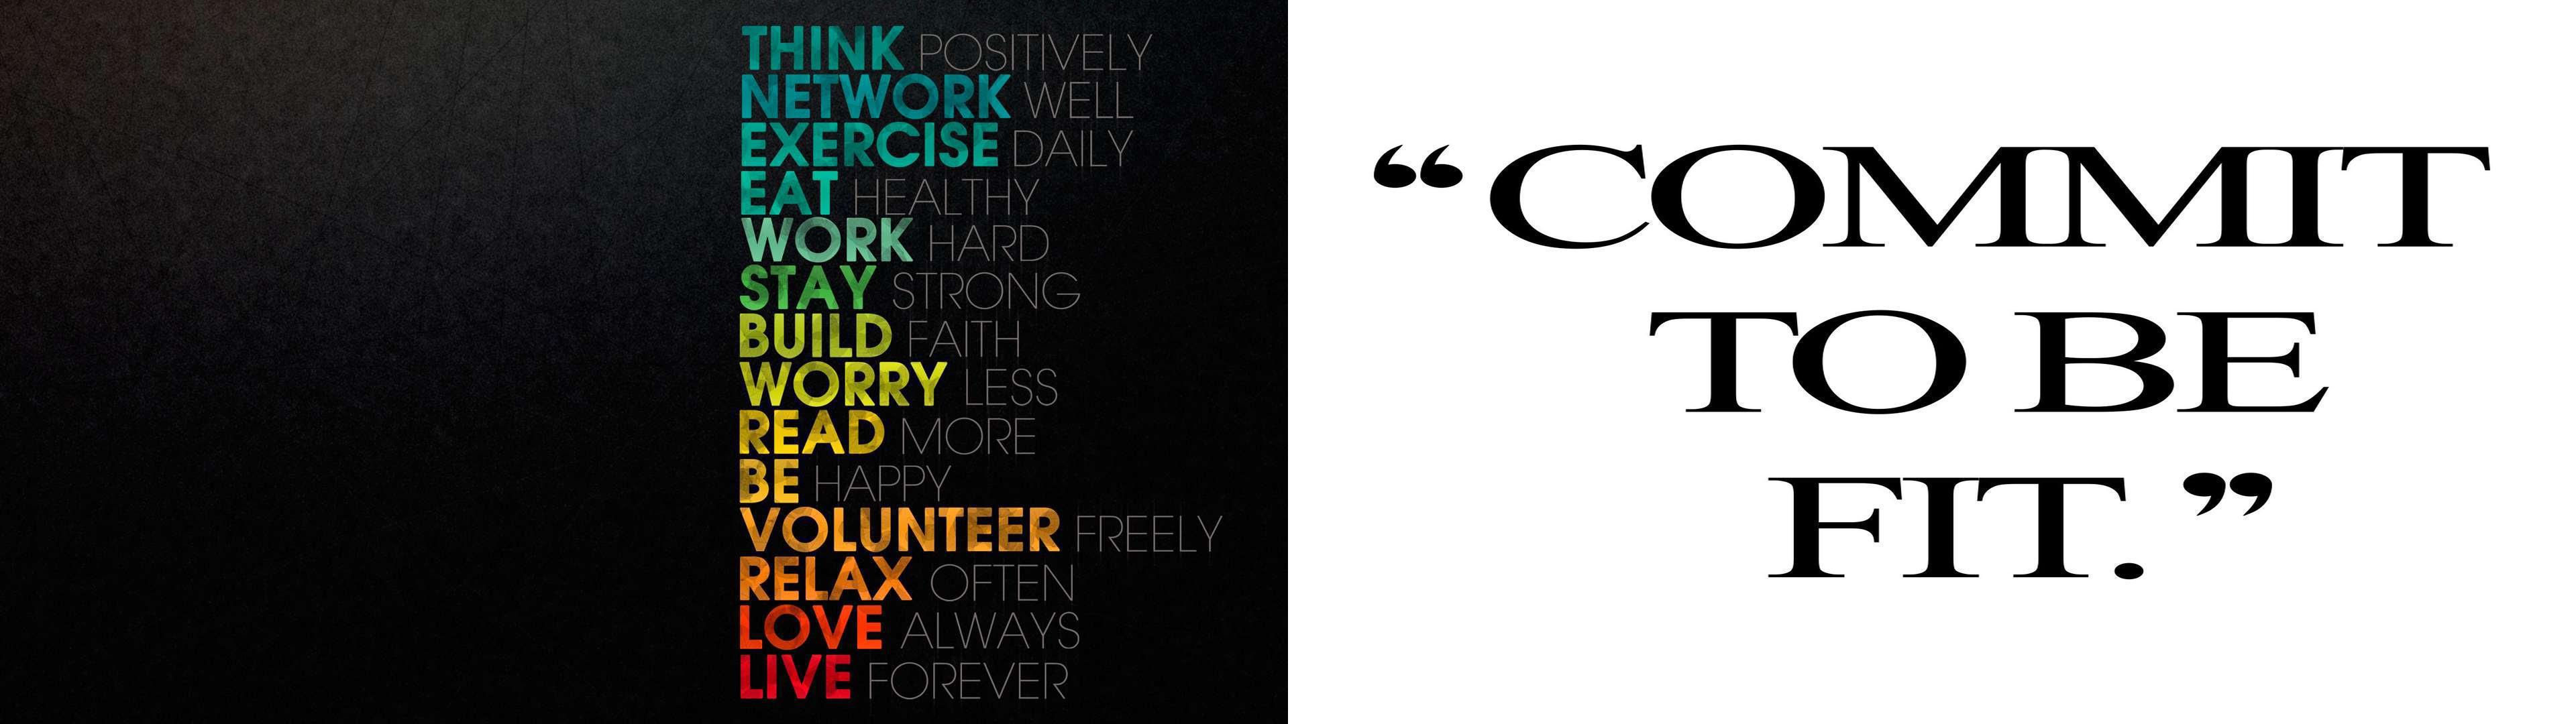 THINK POSITIVELY
NETWORK WELL
EXERCISE DAILY
EAT HEALTHY
WORK HARD
STAY STRONG
BUILD FAITH
WORRY LESS
READ MORE
BE HAPPY
VOLUNTEER FREELY
RELAX OFTEN
LOVE ALWAYS
LIVE FOREVER
“COMMIT
TO BE
FIT.”